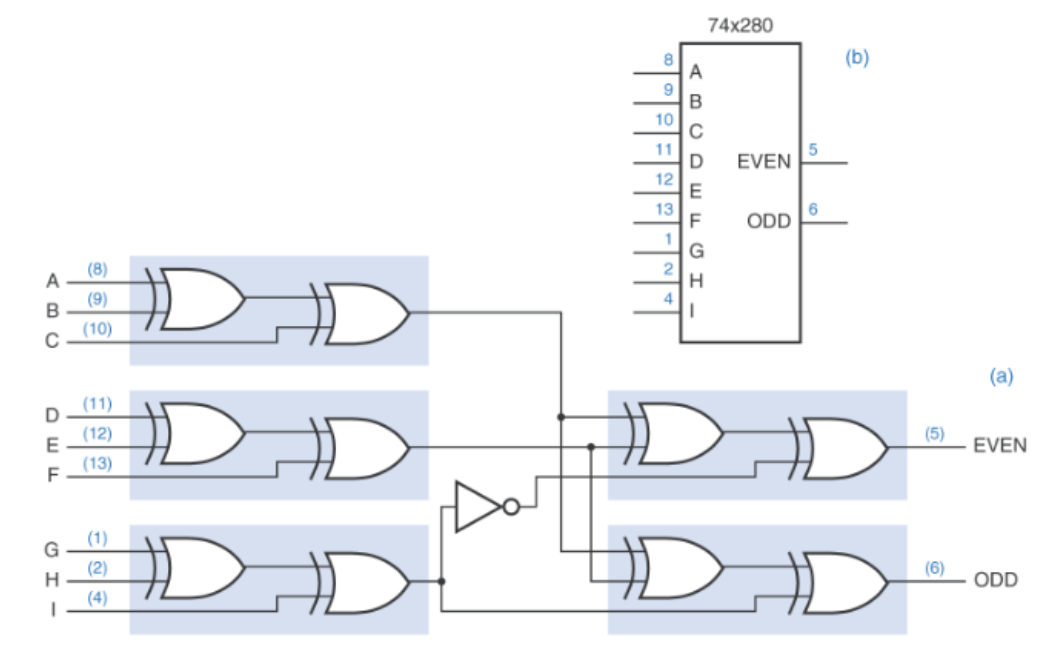 74x280
(b)
8 A
9 B
10 C
11 D EVEN 5
12 E
13 F ODD 6
1 G
2 H
4 I
A (8)
B (9)
C (10)
(a)
D (11)
E (12) (5) EVEN
F (13)
G (1)
H (2) (6) ODD
I (4)